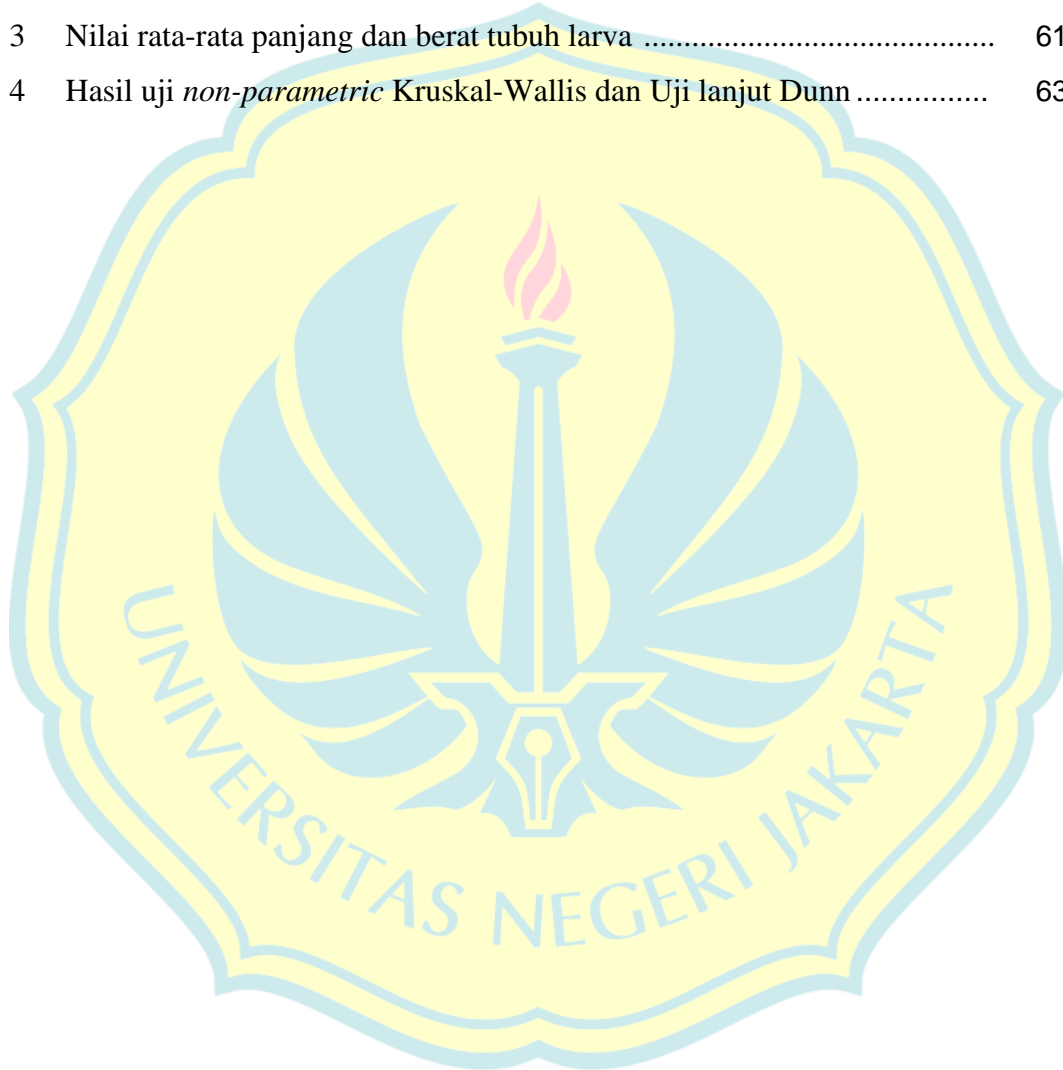 3 Nilai rata-rata panjang dan berat tubuh larva ........................................ 61
4 Hasil uji non-parametric Kruskal-Wallis dan Uji lanjut Dunn ................ 63
UNIVERSITAS NEGERI JAKARTA